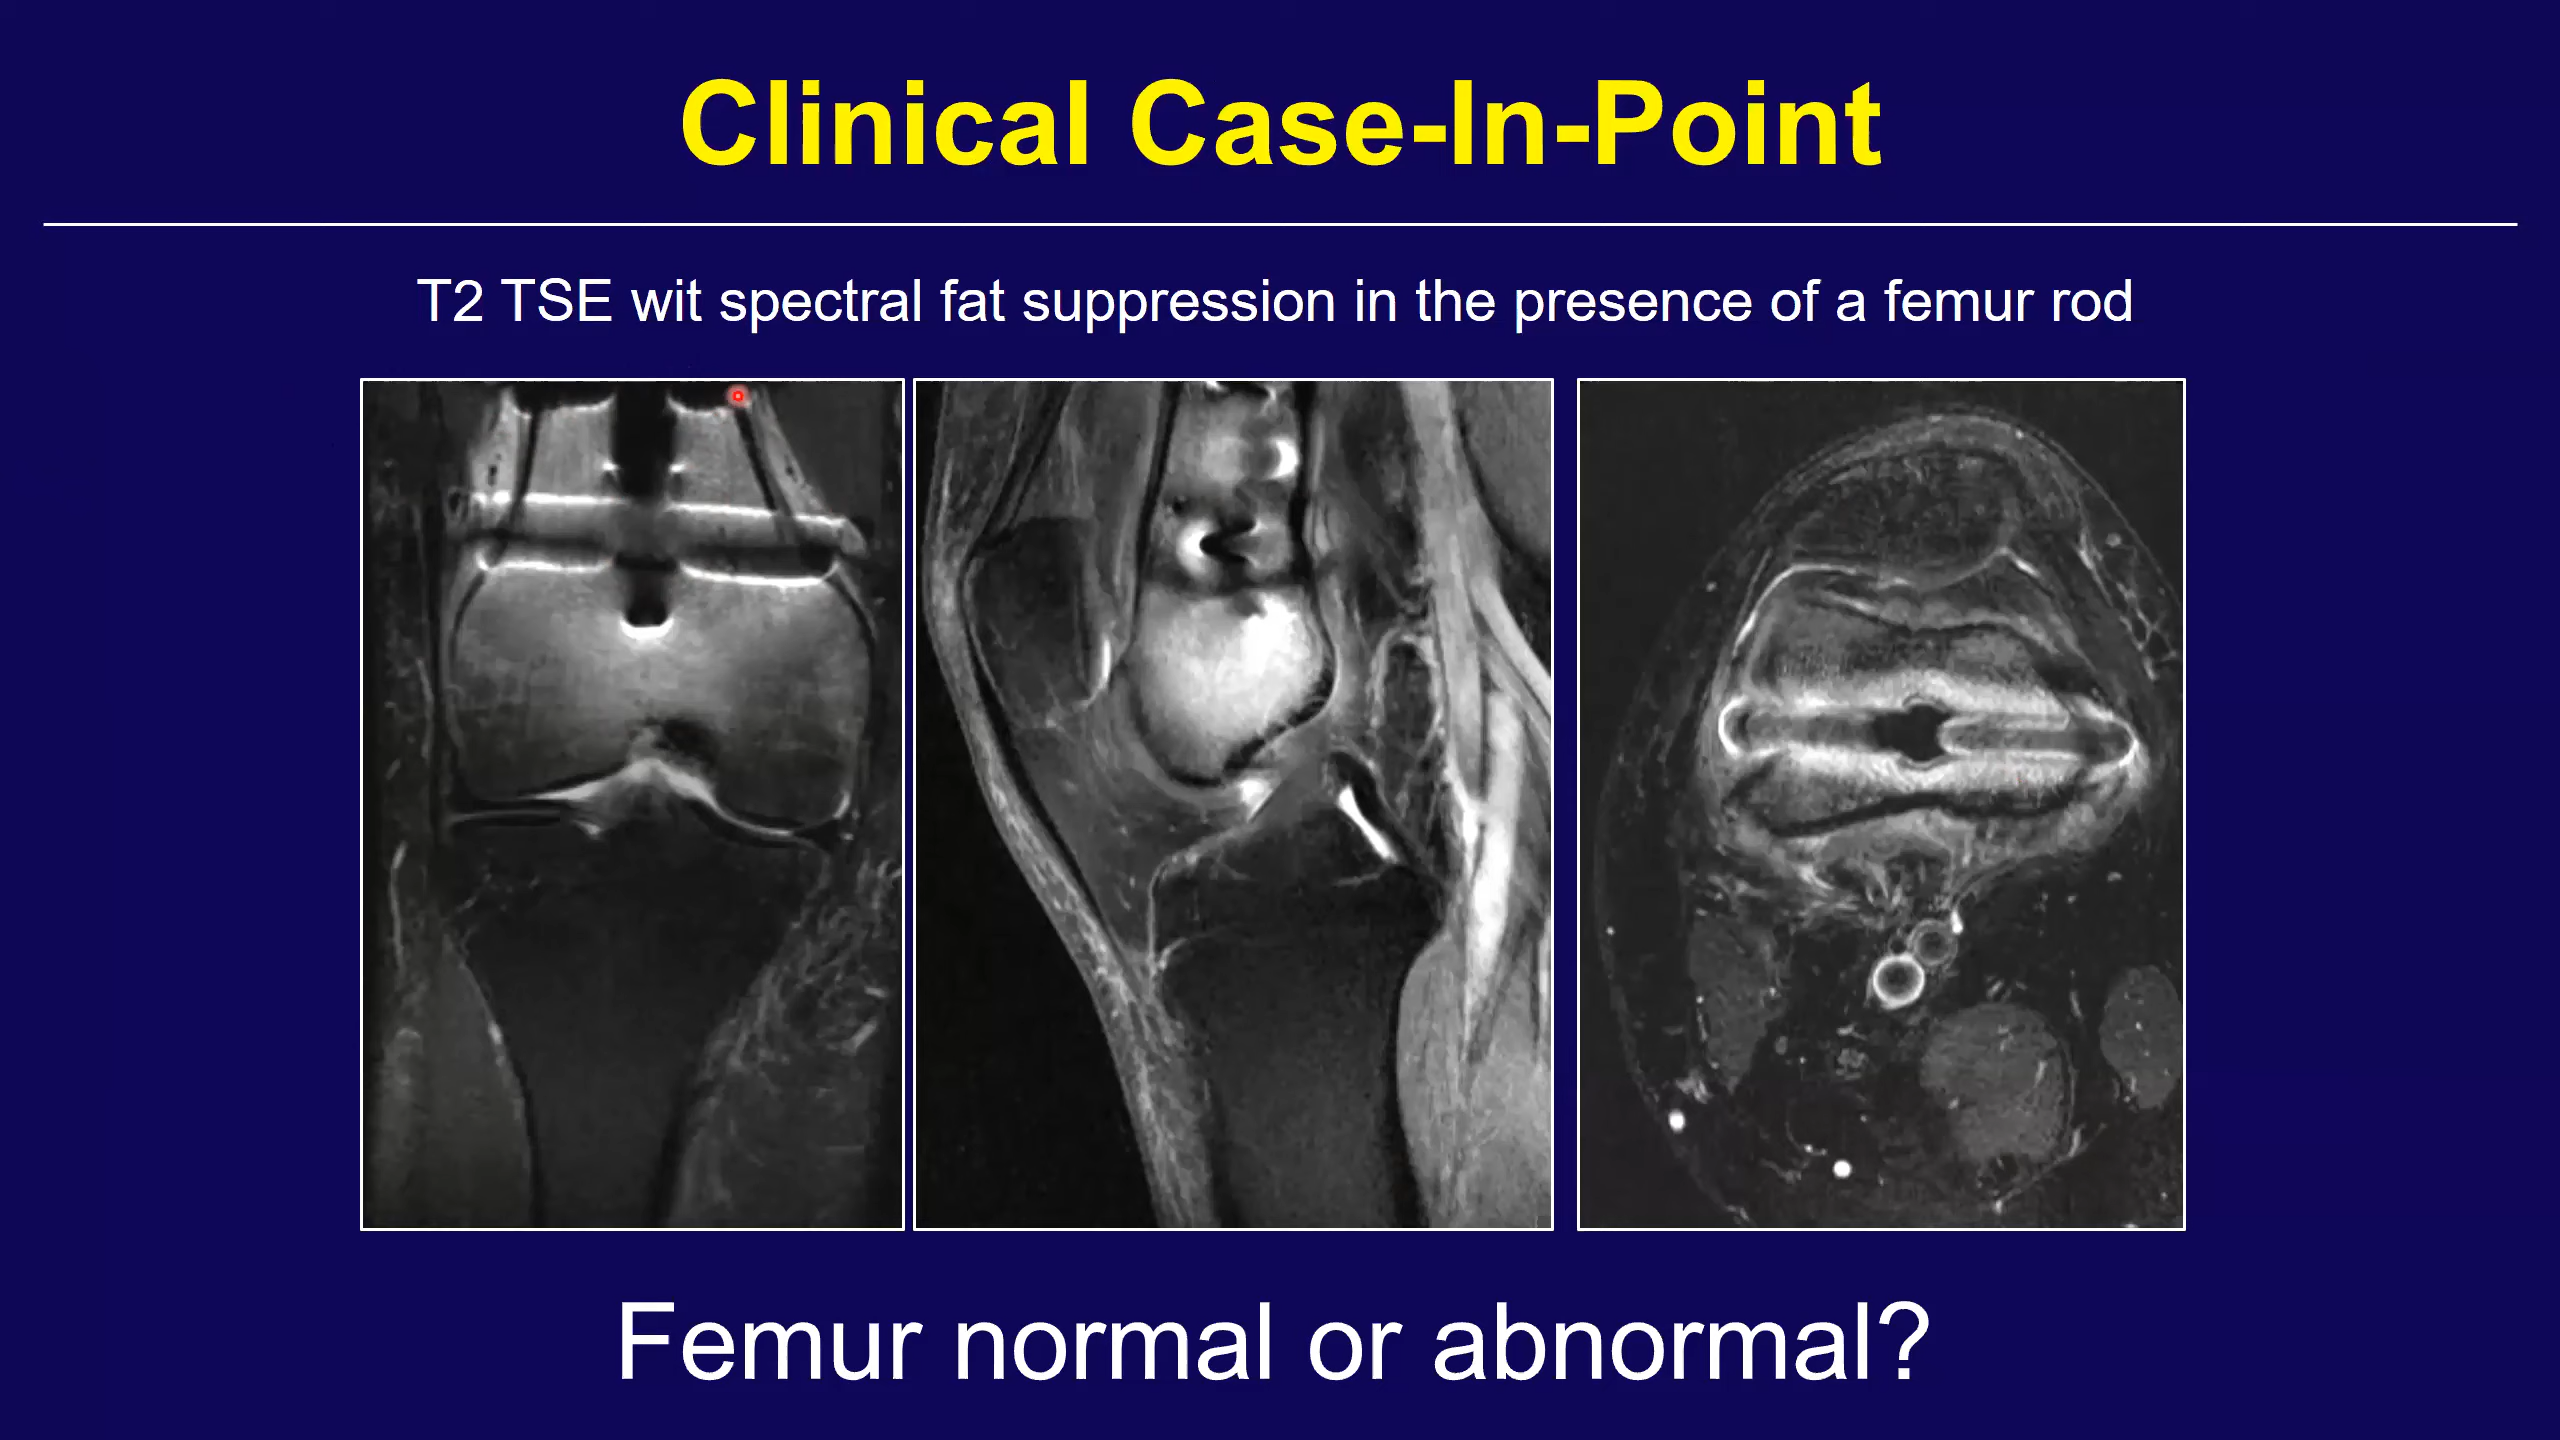 Clinical Case-In-Point
T2 TSE wit spectral fat suppression in the presence of a femur rod
Femur normal or abnormal?